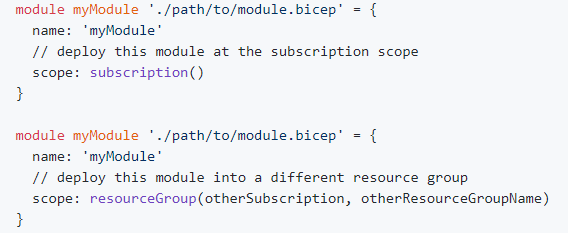 module myModule './path/to/module.bicep' = {
  name: 'myModule'
  // deploy this module at the subscription scope
  scope: subscription()
}

module myModule './path/to/module.bicep' = {
  name: 'myModule'
  // deploy this module into a different resource group
  scope: resourceGroup(otherSubscription, otherResourceGroupName)
}